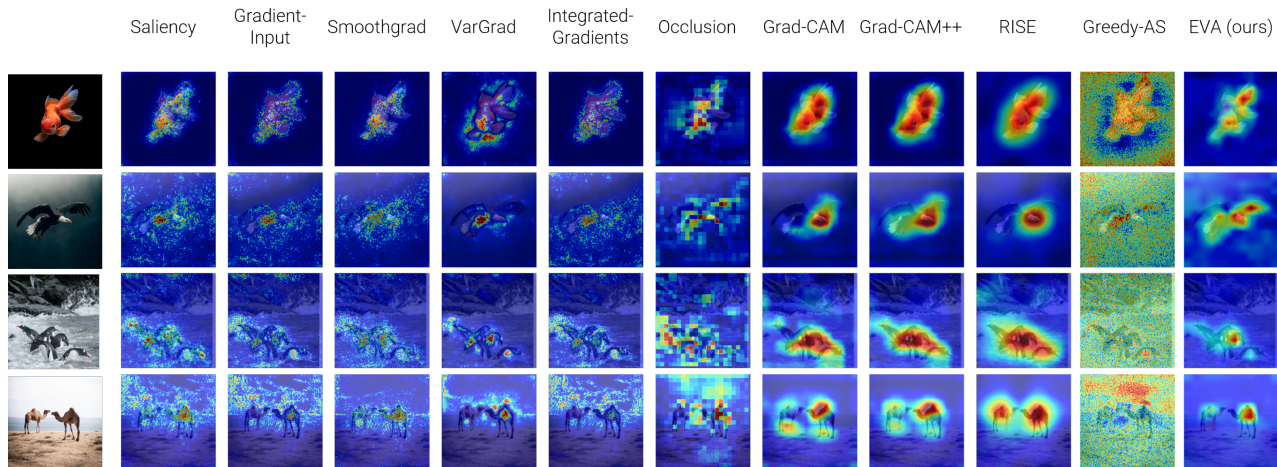 Saliency
Gradient-
Input
Smoothgrad
VarGrad
Integrated-
Gradients
Occlusion
Grad-CAM
Grad-CAM++
RISE
Greedy-AS
EVA (ours)